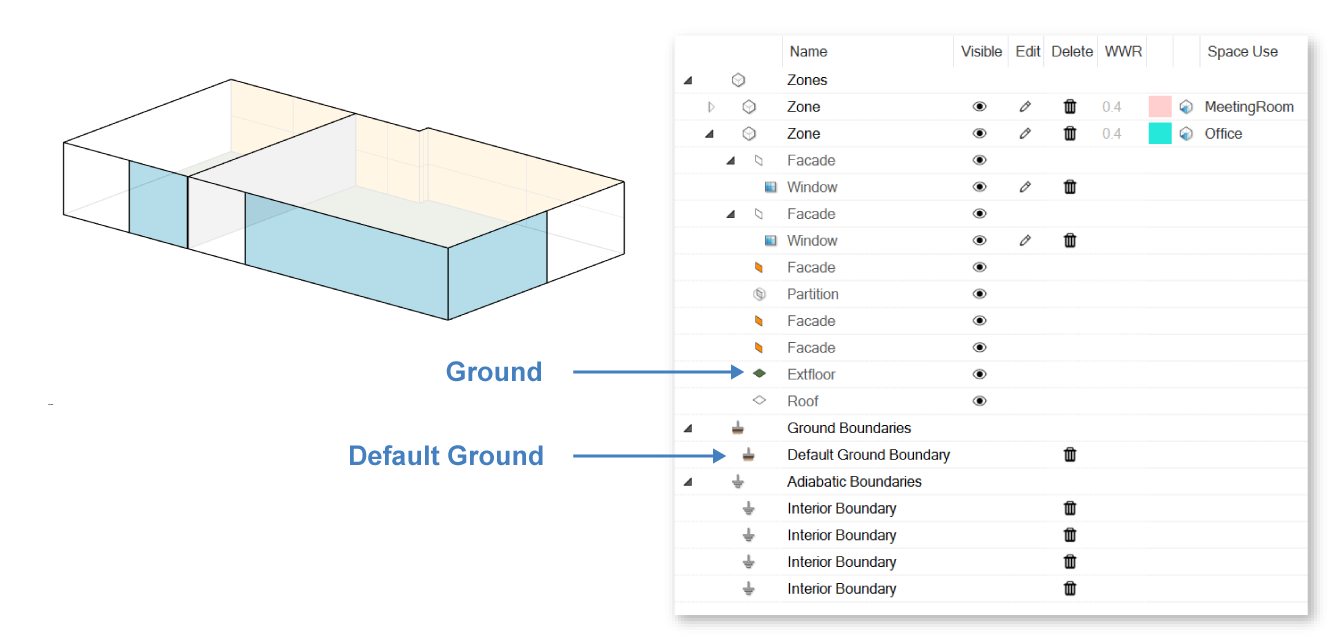 Name Visible Edit Delete WWR Space Use
Zones
Zone 0.4 MeetingRoom
Zone 0.4 Office
Facade
Window
Facade
Window
Facade
Partition
Facade
Facade
Ground
Extfloor
Roof
Ground Boundaries
Default Ground
Default Ground Boundary
Adiabatic Boundaries
Interior Boundary
Interior Boundary
Interior Boundary
Interior Boundary